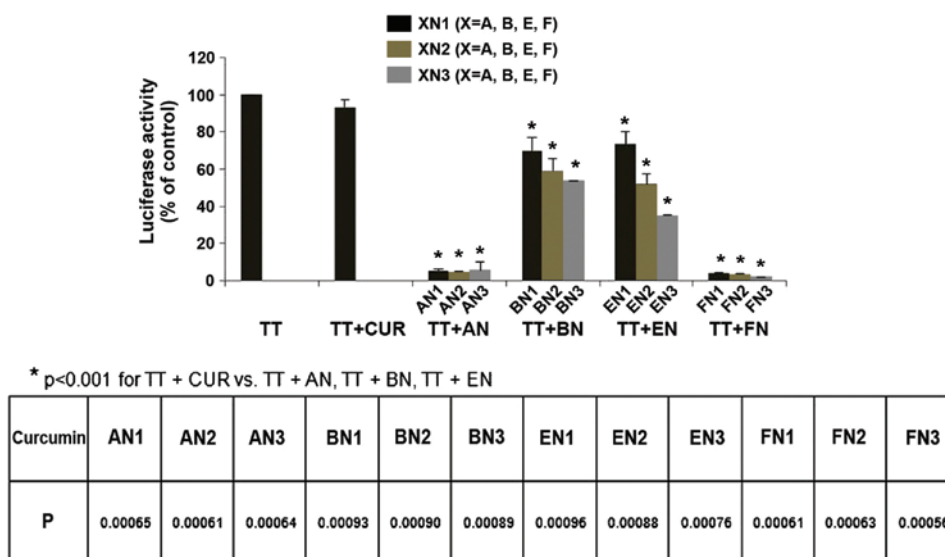 XN1 (X=A, B, E, F)
XN2 (X=A, B, E, F)
XN3 (X=A, B, E, F)
Luciferase activity
(% of control)
120
100
80
60
40
20
0
* * * * * * * * * * * *
AN1 AN2 AN3 BN1 BN2 BN3 EN1 EN2 EN3 FN1 FN2 FN3
TT TT+CUR TT+AN TT+BN TT+EN TT+FN
* p<0.001 for TT + CUR vs. TT + AN, TT + BN, TT + EN
Curcumin AN1 AN2 AN3 BN1 BN2 BN3 EN1 EN2 EN3 FN1 FN2 FN3
P 0.00065 0.00061 0.00064 0.00093 0.00090 0.00089 0.00096 0.00088 0.00076 0.00061 0.00063 0.00056